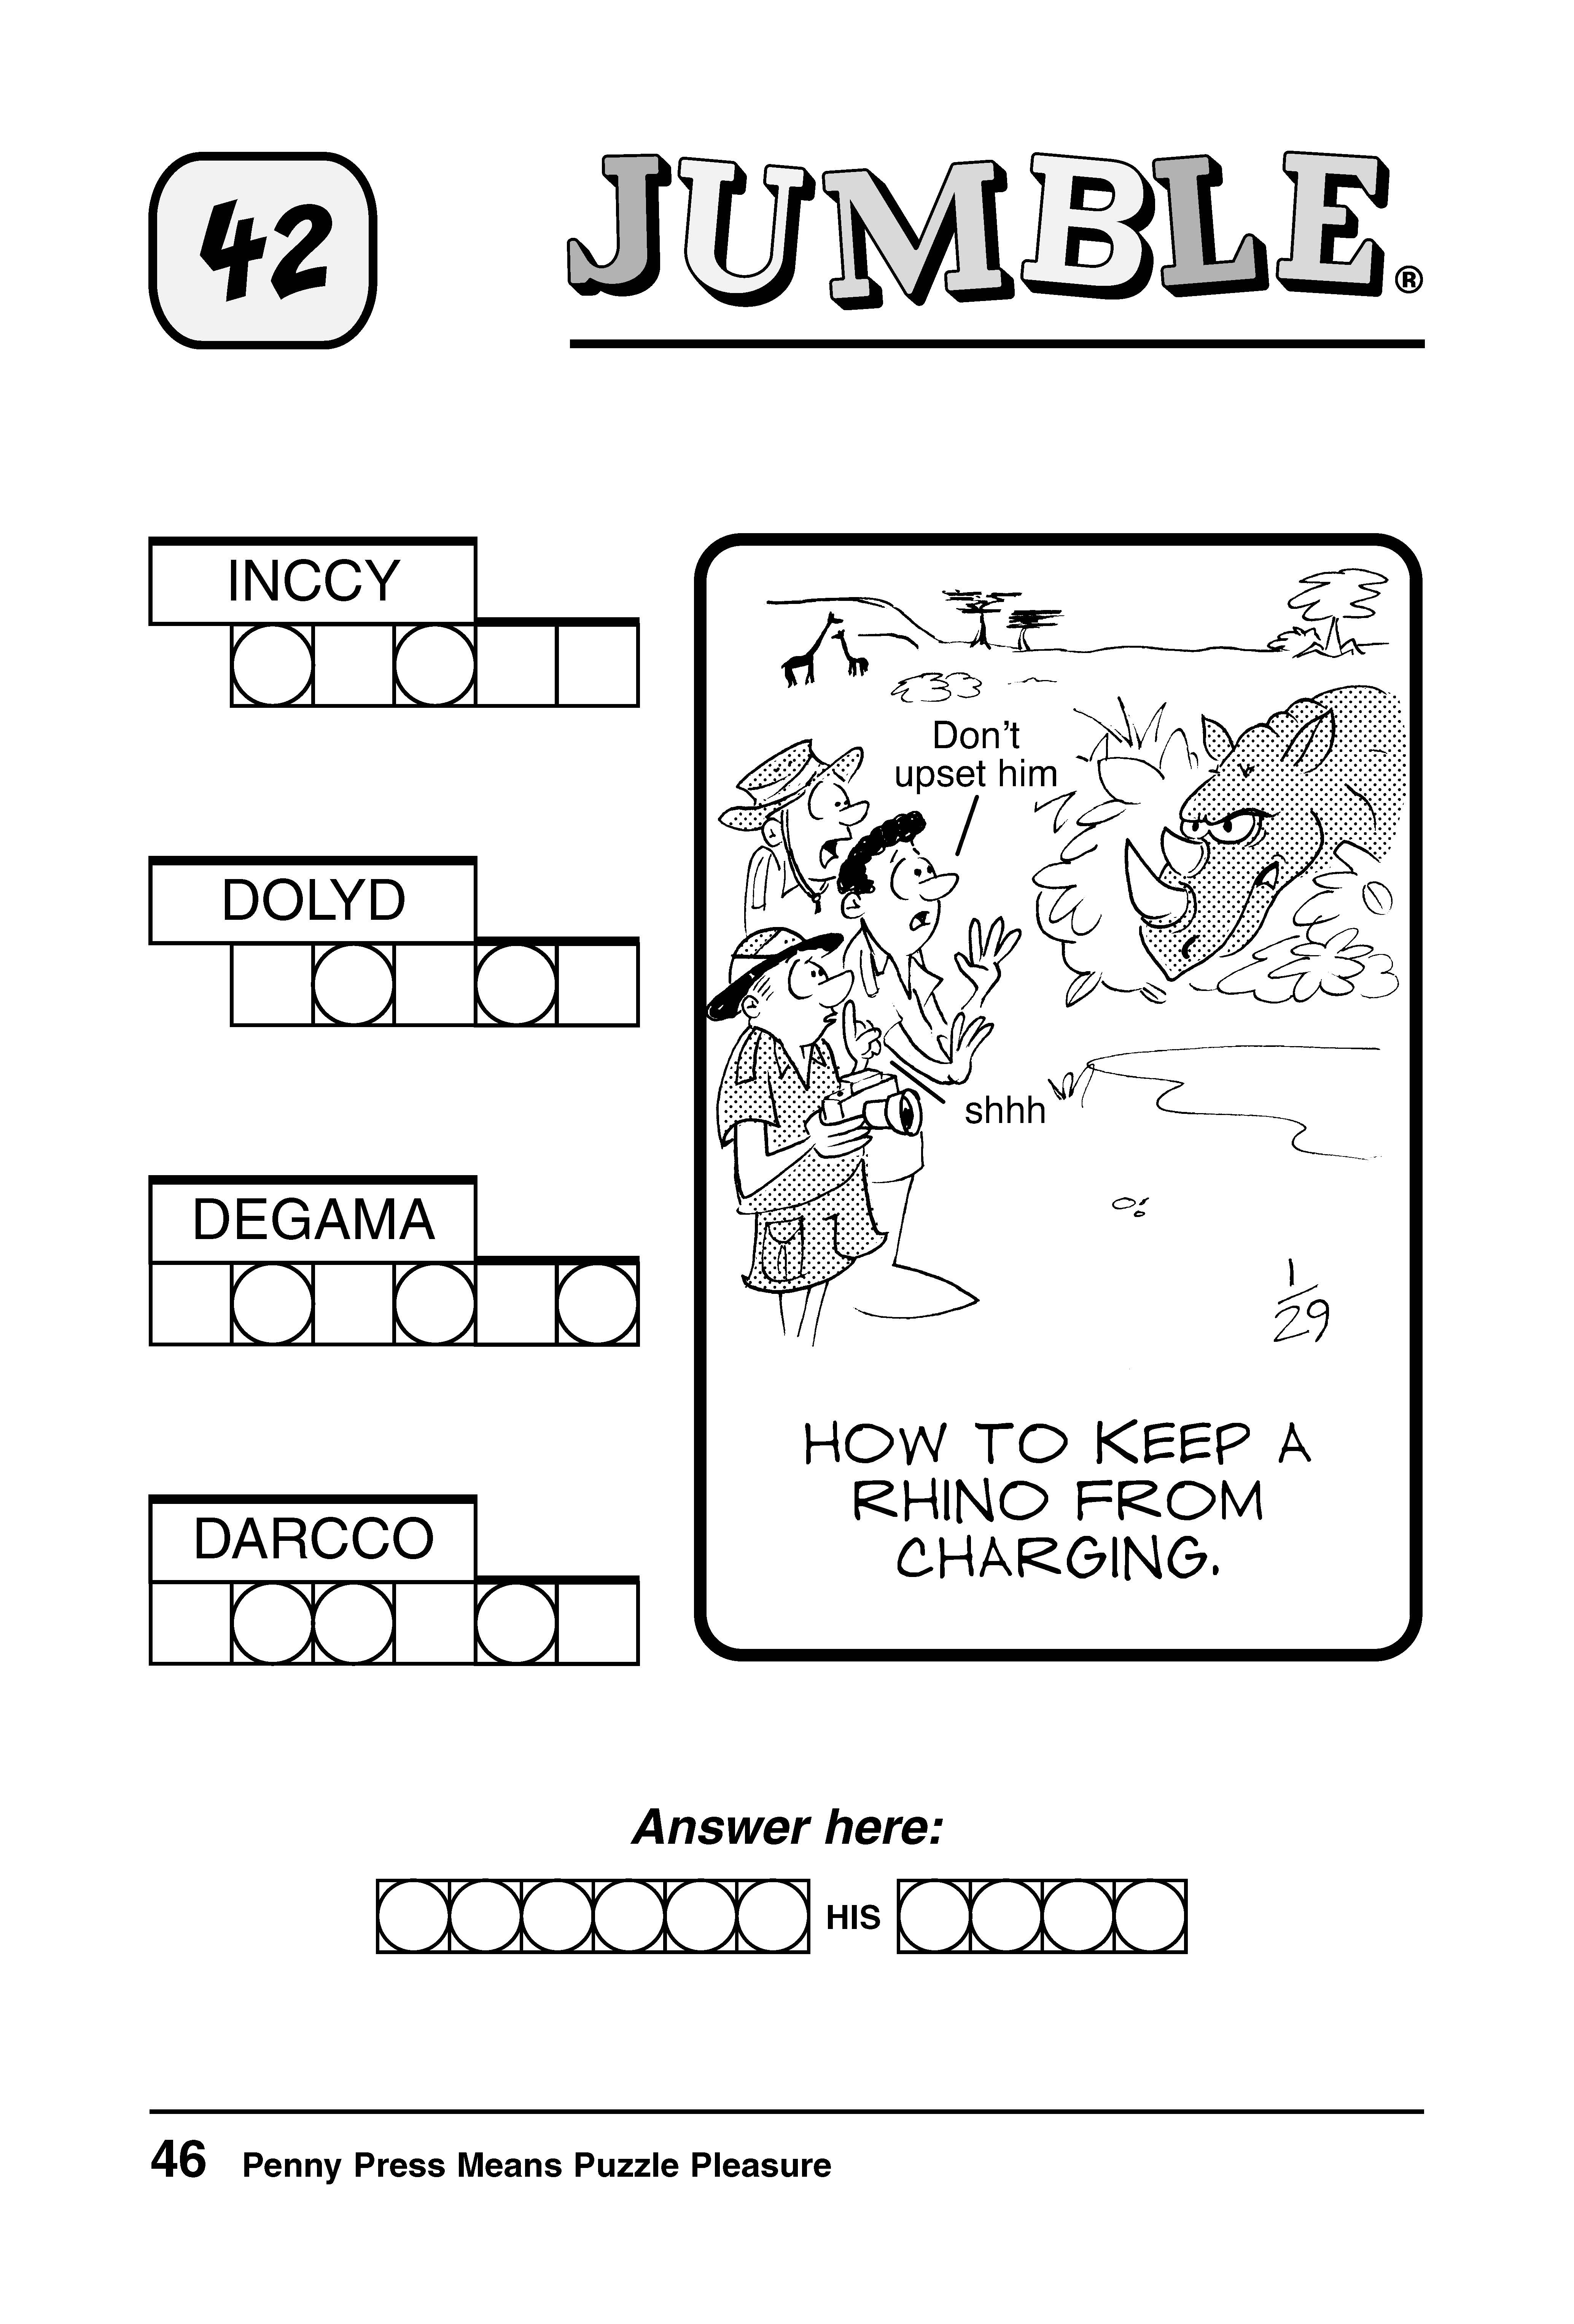 42
JUMBLE®
INCCY
DOLYD
DEGAMA
DARCCO
Don't
upset him
shhh
1/29
HOW TO KEEP A
RHINO FROM
CHARGING.
Answer here:
HIS
46 Penny Press Means Puzzle Pleasure